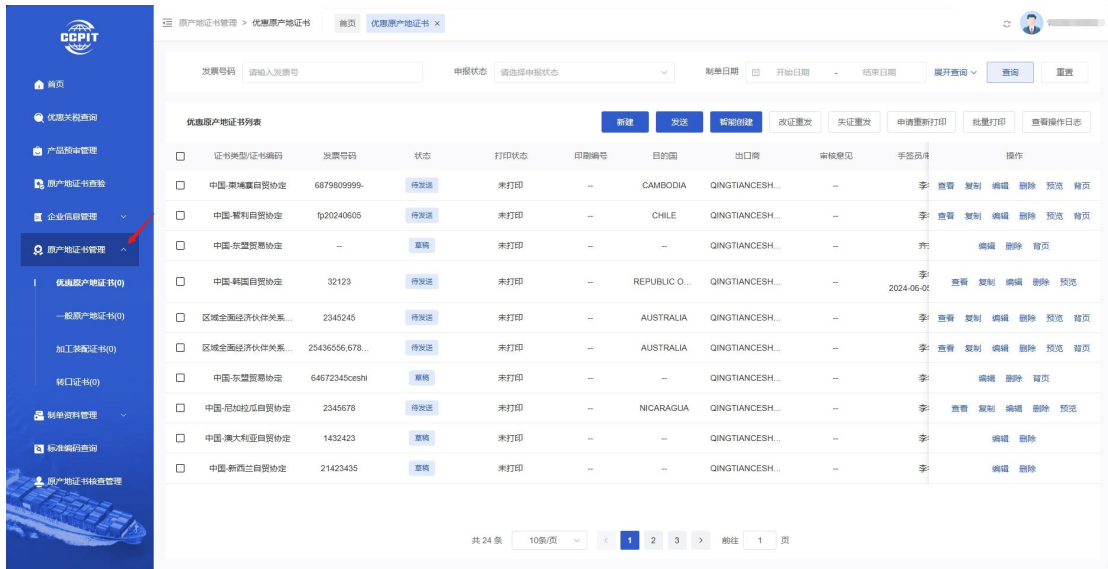 CCPIT
首页
优惠关税查询
产品预审管理
原产地证书查验
企业信息管理
原产地证书管理
优惠原产地证书(0)
一般原产地证书(0)
加工装配证书(0)
转口证书(0)
制单资料管理
标准编码查询
原产地证书核查管理
原产地证书管理 > 优惠原产地证书 首页 优惠原产地证书 ×
发票号码 请输入发票号 申报状态 请选择申报状态 制单日期 开始日期 - 结束日期 展开查询 查询 重置
优惠原产地证书列表 新建 发送 智能创建 改证重发 失证重发 申请重新打印 批量打印 查看操作日志
证书类型/证书编码 发票号码 状态 打印状态 印刷编号 目的国 出口商 审核意见 手签员/ 操作
中国-柬埔寨自贸协定 6879809999- 待发送 未打印 -- CAMBODIA QINGTIANCESH... -- 李 查看 复制 编辑 删除 预览 背页
中国-智利自贸协定 fp20240605 待发送 未打印 -- CHILE QINGTIANCESH... -- 李 查看 复制 编辑 删除 预览 背页
中国-东盟贸易协定 -- 草稿 未打印 -- -- QINGTIANCESH... -- 齐 编辑 删除 背页
中国-韩国自贸协定 32123 待发送 未打印 -- REPUBLIC O... QINGTIANCESH... -- 李 查看 复制 编辑 删除 预览
2024-06-05
区域全面经济伙伴关系... 2345245 待发送 未打印 -- AUSTRALIA QINGTIANCESH... -- 李 查看 复制 编辑 删除 预览 背页
区域全面经济伙伴关系... 25436556,678... 待发送 未打印 -- AUSTRALIA QINGTIANCESH... -- 李 查看 复制 编辑 删除 预览 背页
中国-东盟贸易协定 64672345ceshi 草稿 未打印 -- -- QINGTIANCESH... -- 李 编辑 删除 背页
中国-尼加拉瓜自贸协定 2345678 待发送 未打印 -- NICARAGUA QINGTIANCESH... -- 李 查看 复制 编辑 删除 预览
中国-澳大利亚自贸协定 1432423 草稿 未打印 -- -- QINGTIANCESH... -- 李 编辑 删除
中国-新西兰自贸协定 21423435 草稿 未打印 -- -- QINGTIANCESH... -- 李 编辑 删除
共 24 条 10条/页 < 1 2 3 > 前往 1 页